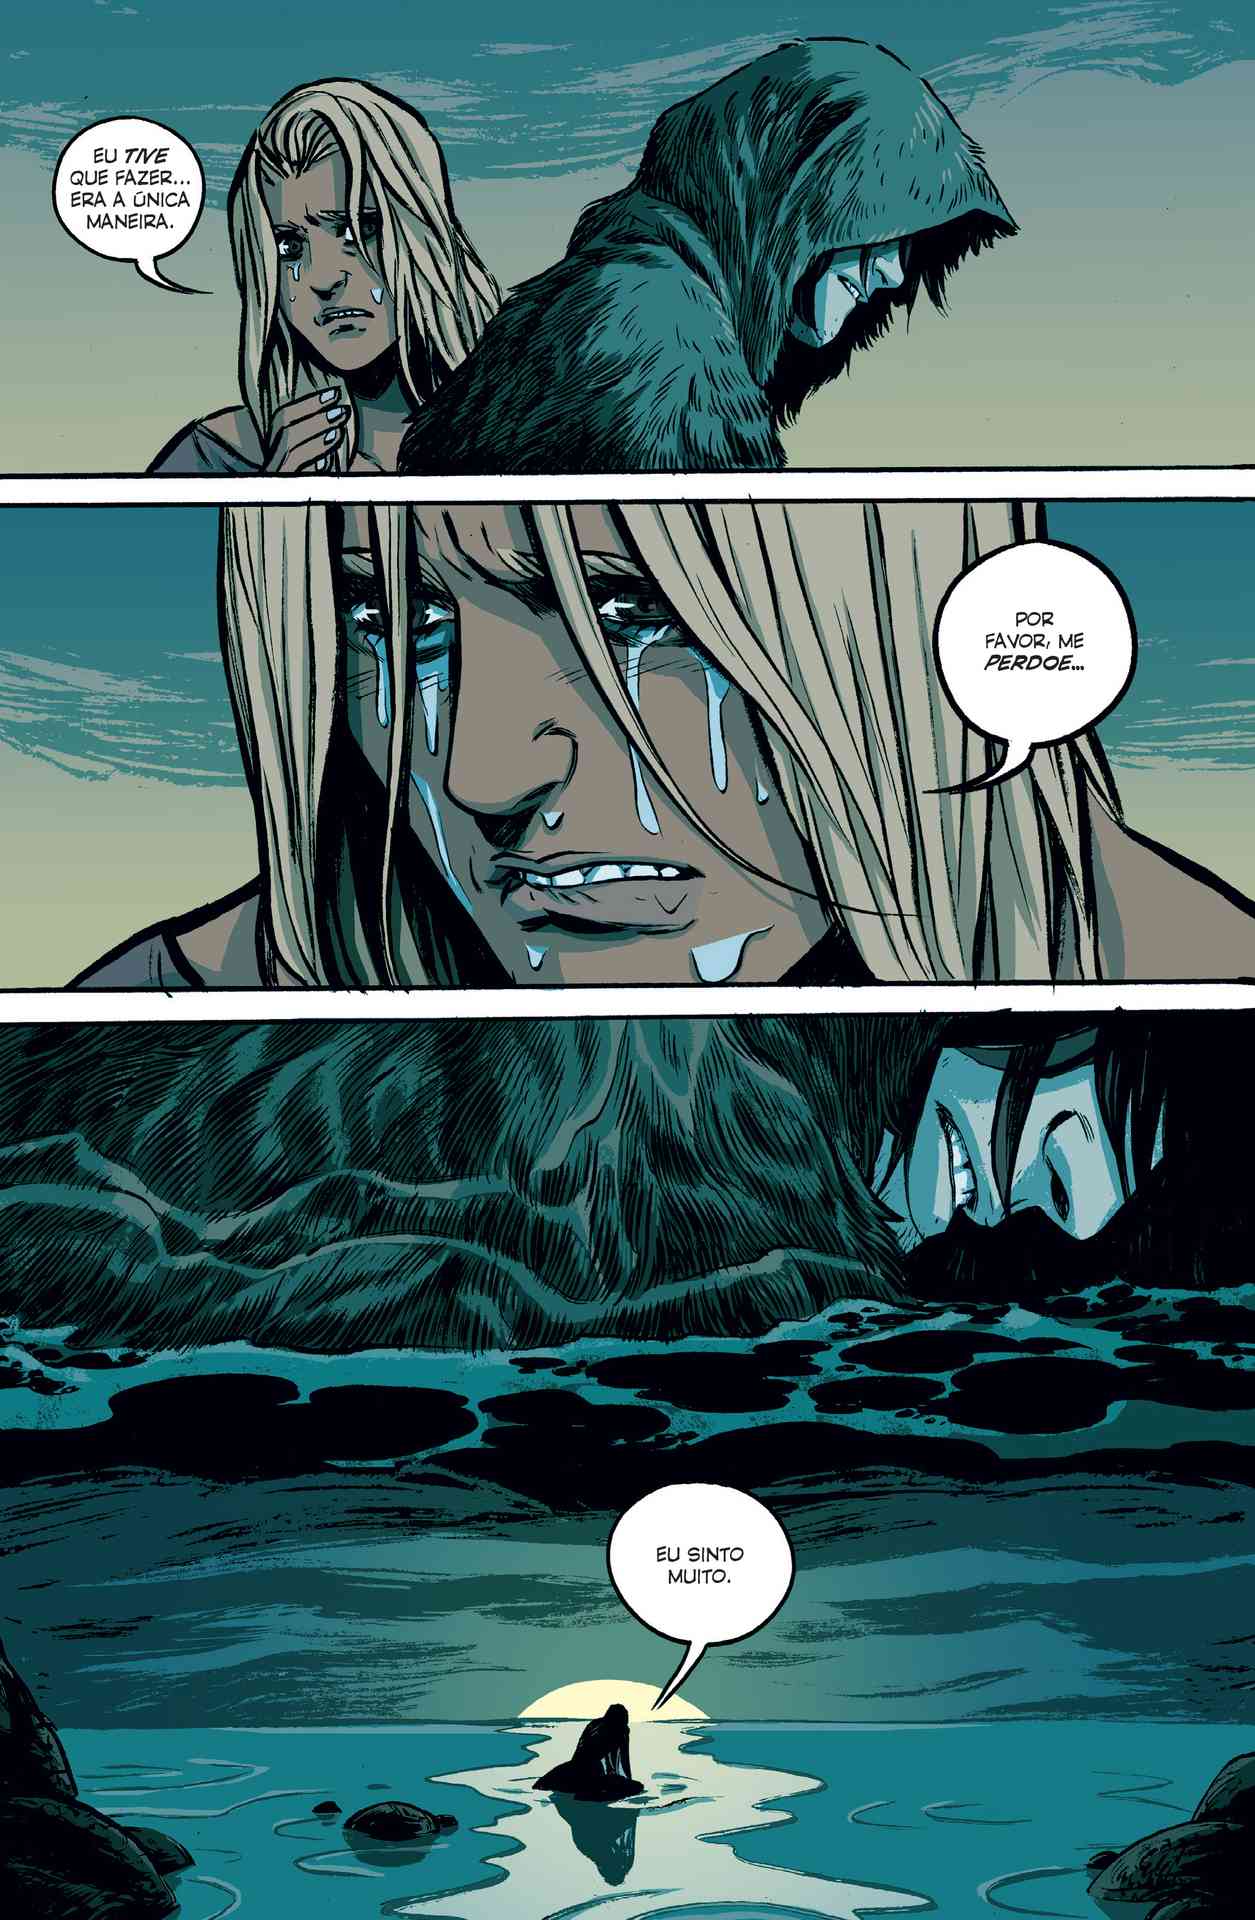 EU TIVE
QUE FAZER...
ERA A ÚNICA
MANEIRA.
POR
FAVOR, ME
PERDOE...
EU SINTO
MUITO.